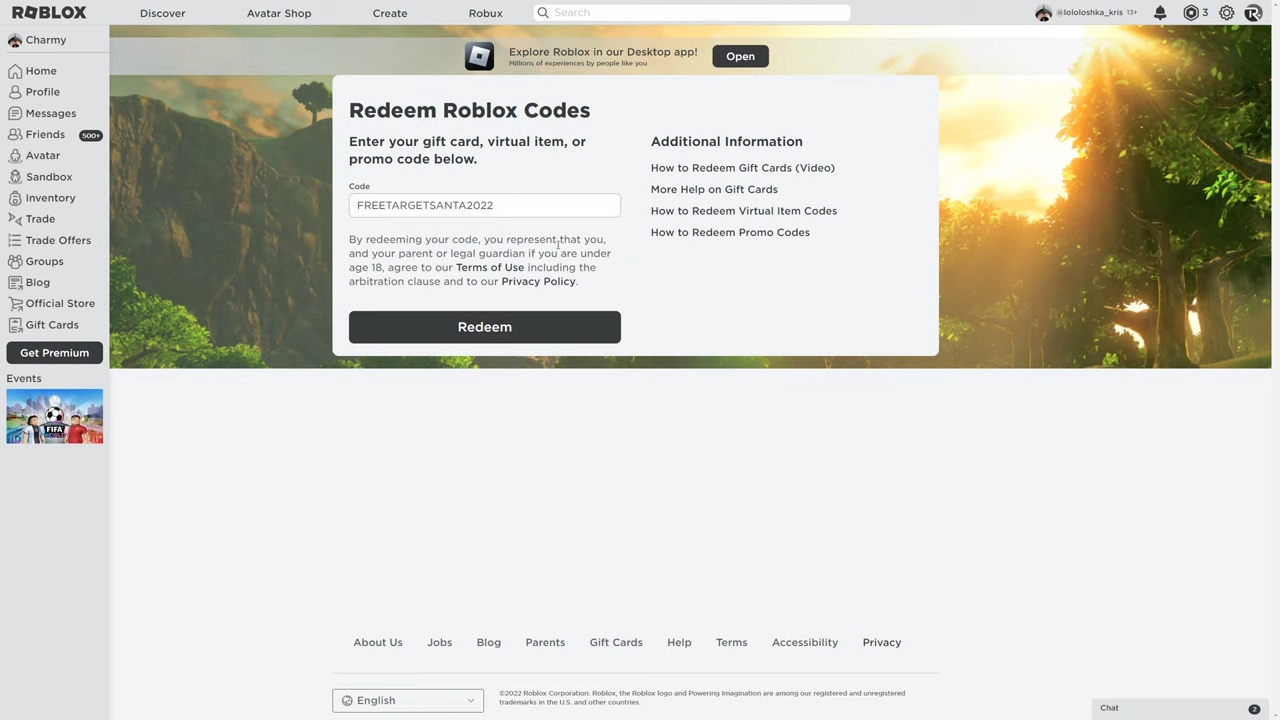 ROBLOX
Discover
Avatar Shop
Create
Robux
Search
@lololoshka_kris 13+
3
Charmy
Home
Profile
Messages
Friends
500+
Avatar
Sandbox
Inventory
Trade
Trade Offers
Groups
Blog
Official Store
Gift Cards
Get Premium
Events
FIFA
Explore Roblox in our Desktop app!
Millions of experiences by people like you
Open
Redeem Roblox Codes
Enter your gift card, virtual item, or
promo code below.
Code
FREETARGETSANTA2022
By redeeming your code, you represent that you,
and your parent or legal guardian if you are under
age 18, agree to our Terms of Use including the
arbitration clause and to our Privacy Policy.
Redeem
Additional Information
How to Redeem Gift Cards (Video)
More Help on Gift Cards
How to Redeem Virtual Item Codes
How to Redeem Promo Codes
About Us
Jobs
Blog
Parents
Gift Cards
Help
Terms
Accessibility
Privacy
English
©2022 Roblox Corporation. Roblox, the Roblox logo and Powering Imagination are among our registered and unregistered
trademarks in the U.S. and other countries.
Chat
2